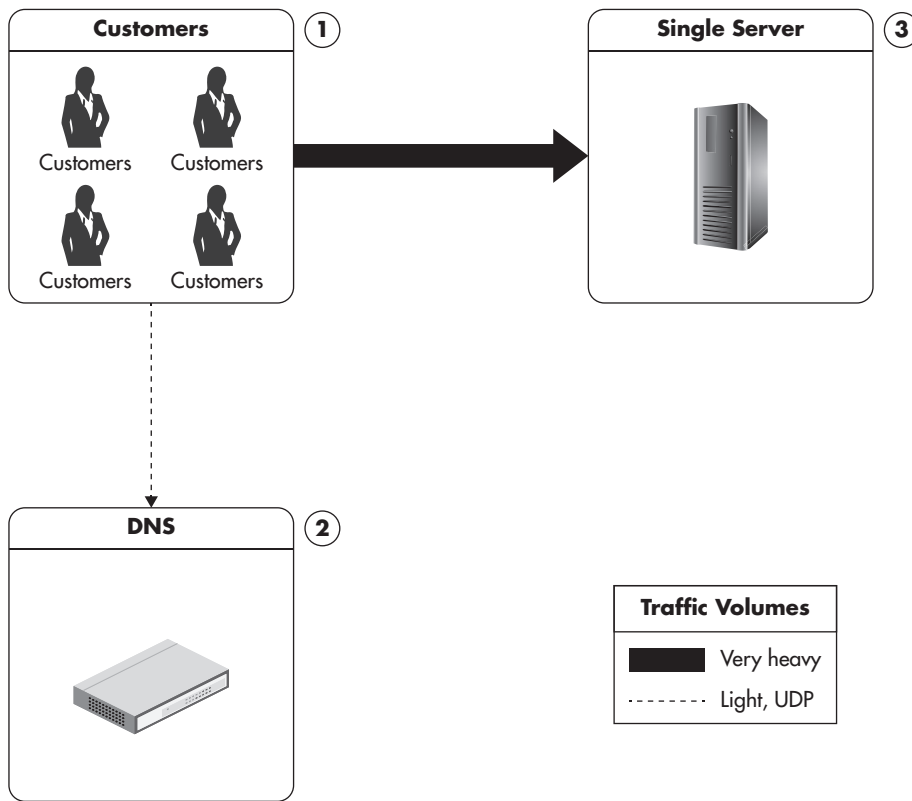 Customers
1
Customers Customers
Customers Customers
Single Server
3
DNS
2
Traffic Volumes
Very heavy
Light, UDP